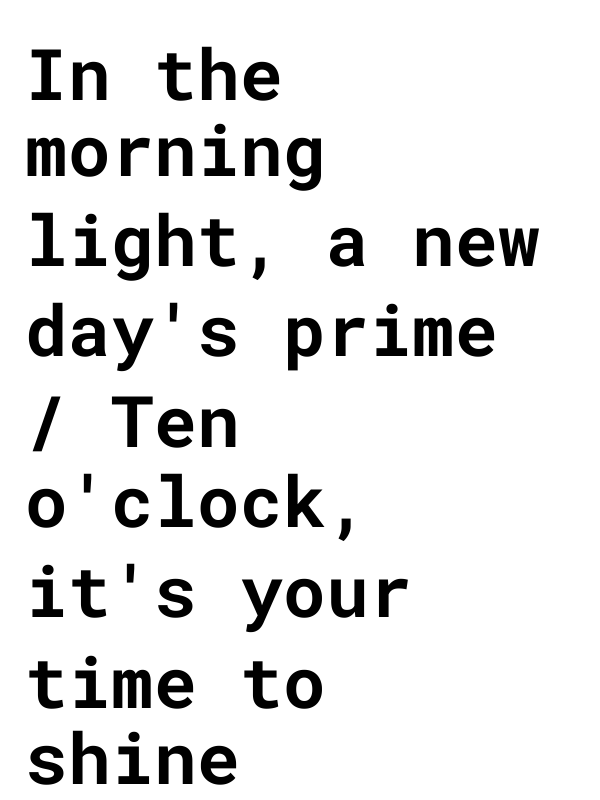 In the
morning
light, a new
day's prime
/ Ten
o'clock,
it's your
time to
shine